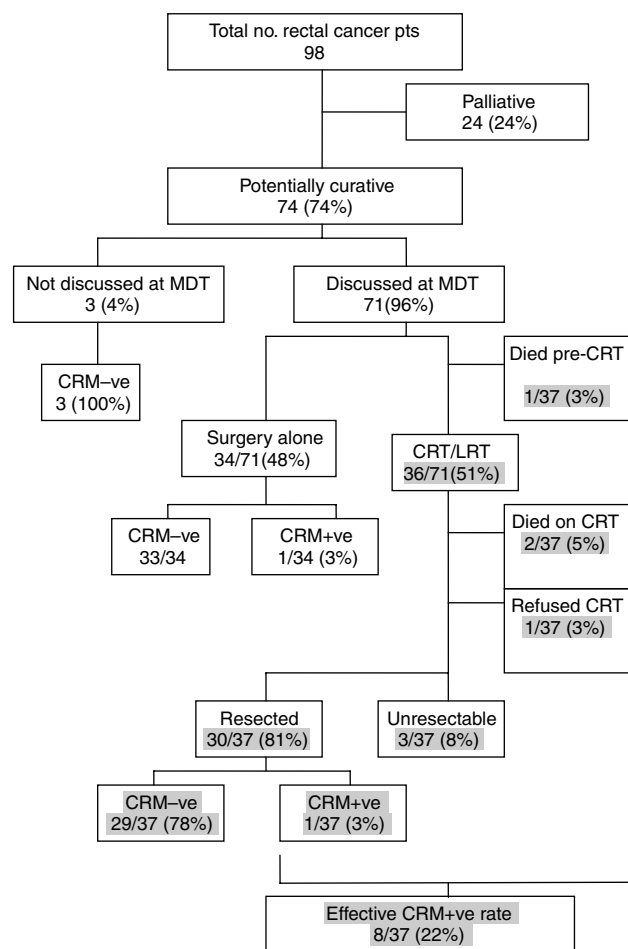 Total no. rectal cancer pts
98
Palliative
24 (24%)
Potentially curative
74 (74%)
Not discussed at MDT
3 (4%)
Discussed at MDT
71(96%)
CRM–ve
3 (100%)
Died pre-CRT
1/37 (3%)
Surgery alone
34/71(48%)
CRT/LRT
36/71(51%)
CRM–ve
33/34
CRM+ve
1/34 (3%)
Died on CRT
2/37 (5%)
Refused CRT
1/37 (3%)
Resected
30/37 (81%)
Unresectable
3/37 (8%)
CRM–ve
29/37 (78%)
CRM+ve
1/37 (3%)
Effective CRM+ve rate
8/37 (22%)